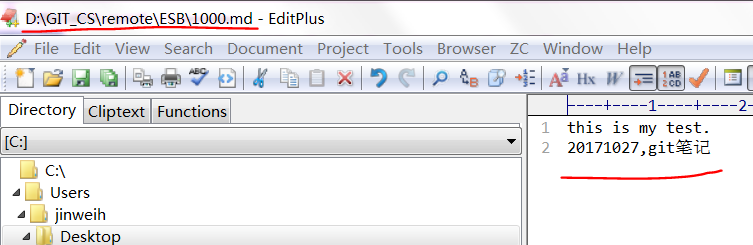 D:\GIT_CS\remote\ESB\1000.md - EditPlus
File Edit View Search Document Project Tools Browser ZC Window Help
Directory Cliptext Functions
[C:]
C:\
Users
jinweih
Desktop
----+----1----+----2
1 this is my test.
2 20171027,git笔记